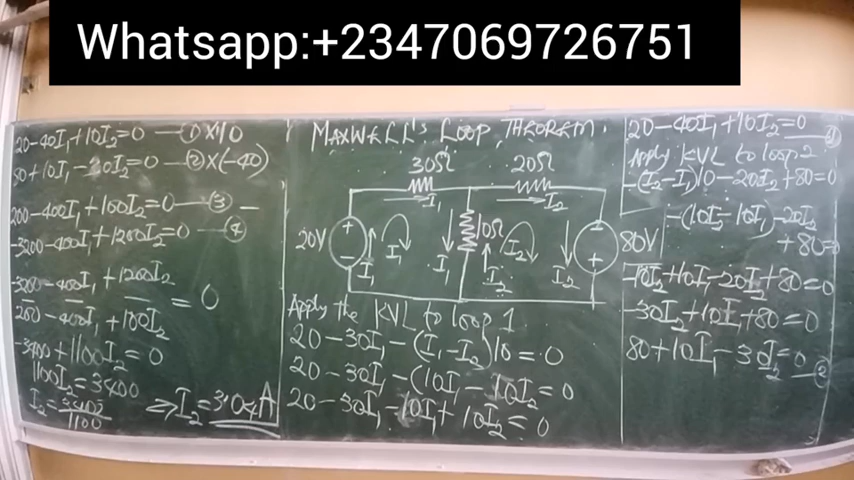 Whatsapp:+2347069726751
20-40I₁+10I₂=0 —① X10
80+10I₁-30I₂=0 —② X(-40)
200-400I₁+100I₂=0 —③ -
-3200-400I₁+1200I₂=0 —④
-3200-400I₁+1200I₂
200-400I₁+100I₂ = 0
-3400+1100I₂=0
1100I₂=3400
I₂=3400/1100 => I₂=3.09A
MAXWELL'S LOOP THEOREM.
30Ω 20Ω
I₁ I₂
20V + - I₁ I₁ I₁ 10Ω I₂ I₂ I₂ - + 80V
Apply the KVL to loop 1
20-30I₁-(I₁-I₂)10=0
20-30I₁-(10I₁-10I₂=0
20-30I₁-10I₁+10I₂=0
20-40I₁+10I₂=0 —①
Apply KVL to loop 2
-(I₂-I₁)10-20I₂+80=0
-(10I₂-10I₁)-20I₂
+80=0
-10I₂+10I₁-20I₂+80=0
-30I₂+10I₁+80=0
80+10I₁-30I₂=0 —②